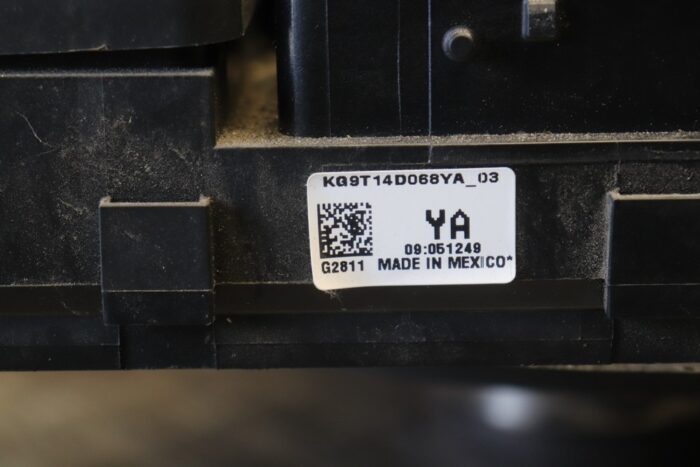 KG9T14D068YA_03
YA
09:051249
G2811 MADE IN MEXICO*